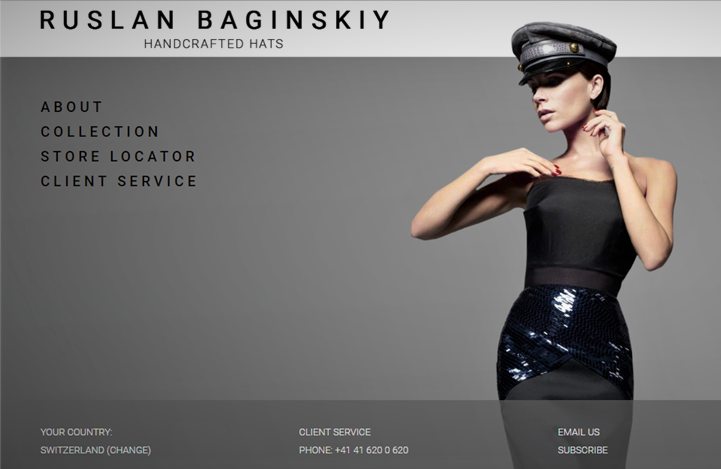 RUSLAN BAGINSKIY
HANDCRAFTED HATS
ABOUT
COLLECTION
STORE LOCATOR
CLIENT SERVICE
YOUR COUNTRY:
SWITZERLAND (CHANGE)
CLIENT SERVICE
PHONE: +41 41 620 0 620
EMAIL US
SUBSCRIBE